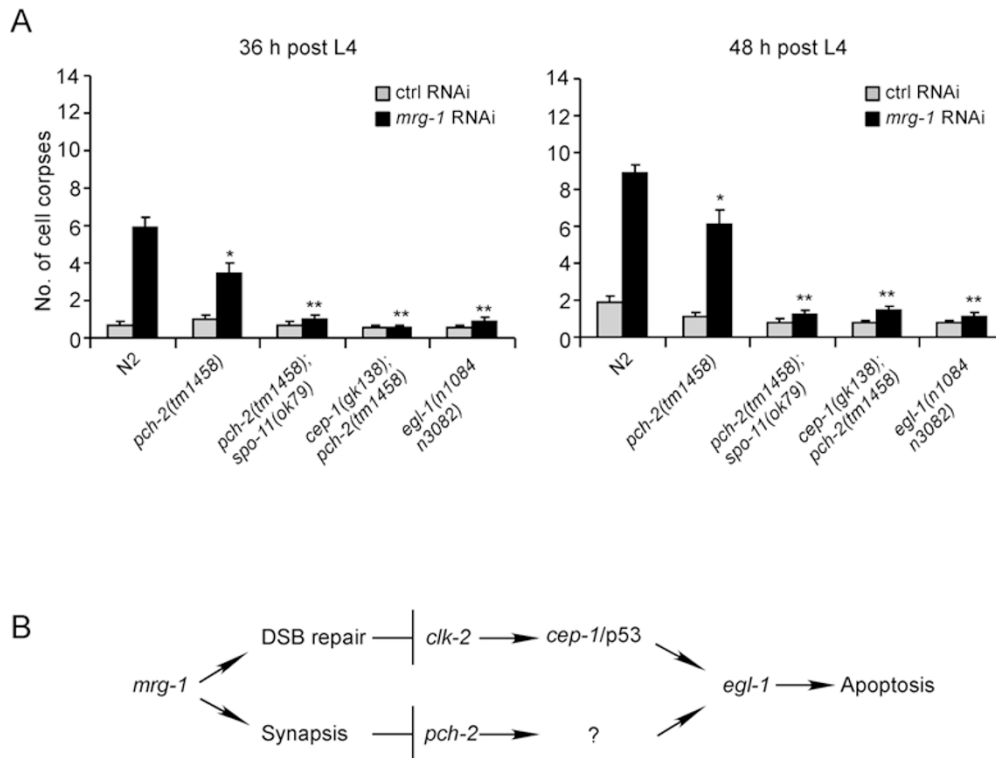 A
36 h post L4
48 h post L4
No. of cell corpses
14
12
10
8
6
4
2
0
ctrl RNAi
mrg-1 RNAi
*
**
**
**
N2
pch-2(tm1458)
pch-2(tm1458);
spo-11(ok79)
cep-1(gk138);
pch-2(tm1458)
egl-1(n1084
n3082)
14
12
10
8
6
4
2
0
ctrl RNAi
mrg-1 RNAi
*
**
**
**
N2
pch-2(tm1458)
pch-2(tm1458);
spo-11(ok79)
cep-1(gk138);
pch-2(tm1458)
egl-1(n1084
n3082)
B
DSB repair
clk-2
cep-1/p53
mrg-1
egl-1
Apoptosis
Synapsis
pch-2
?